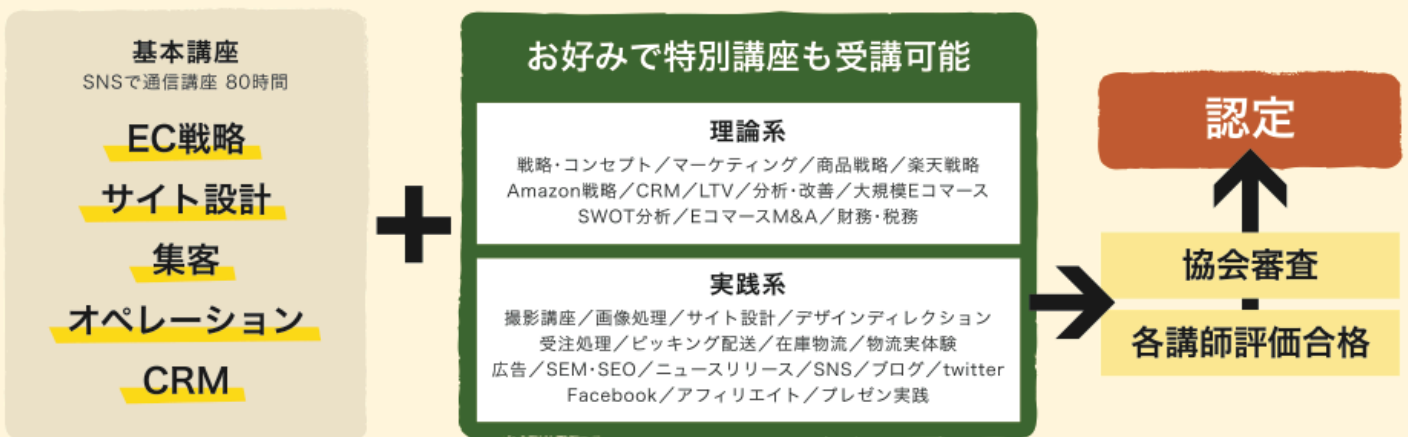 基本講座
SNSで通信講座 80時間
EC戦略
サイト設計
集客
オペレーション
CRM
お好みで特別講座も受講可能
理論系
戦略・コンセプト／マーケティング／商品戦略／楽天戦略
Amazon戦略／CRM／LTV／分析・改善／大規模Eコマース
SWOT分析／EコマースM&A／財務・税務
実践系
撮影講座／画像処理／サイト設計／デザインディレクション
受注処理／ピッキング配送／在庫物流／物流実体験
広告／SEM・SEO／ニュースリリース／SNS／ブログ／twitter
Facebook／アフィリエイト／プレゼン実践
認定
協会審査
各講師評価合格